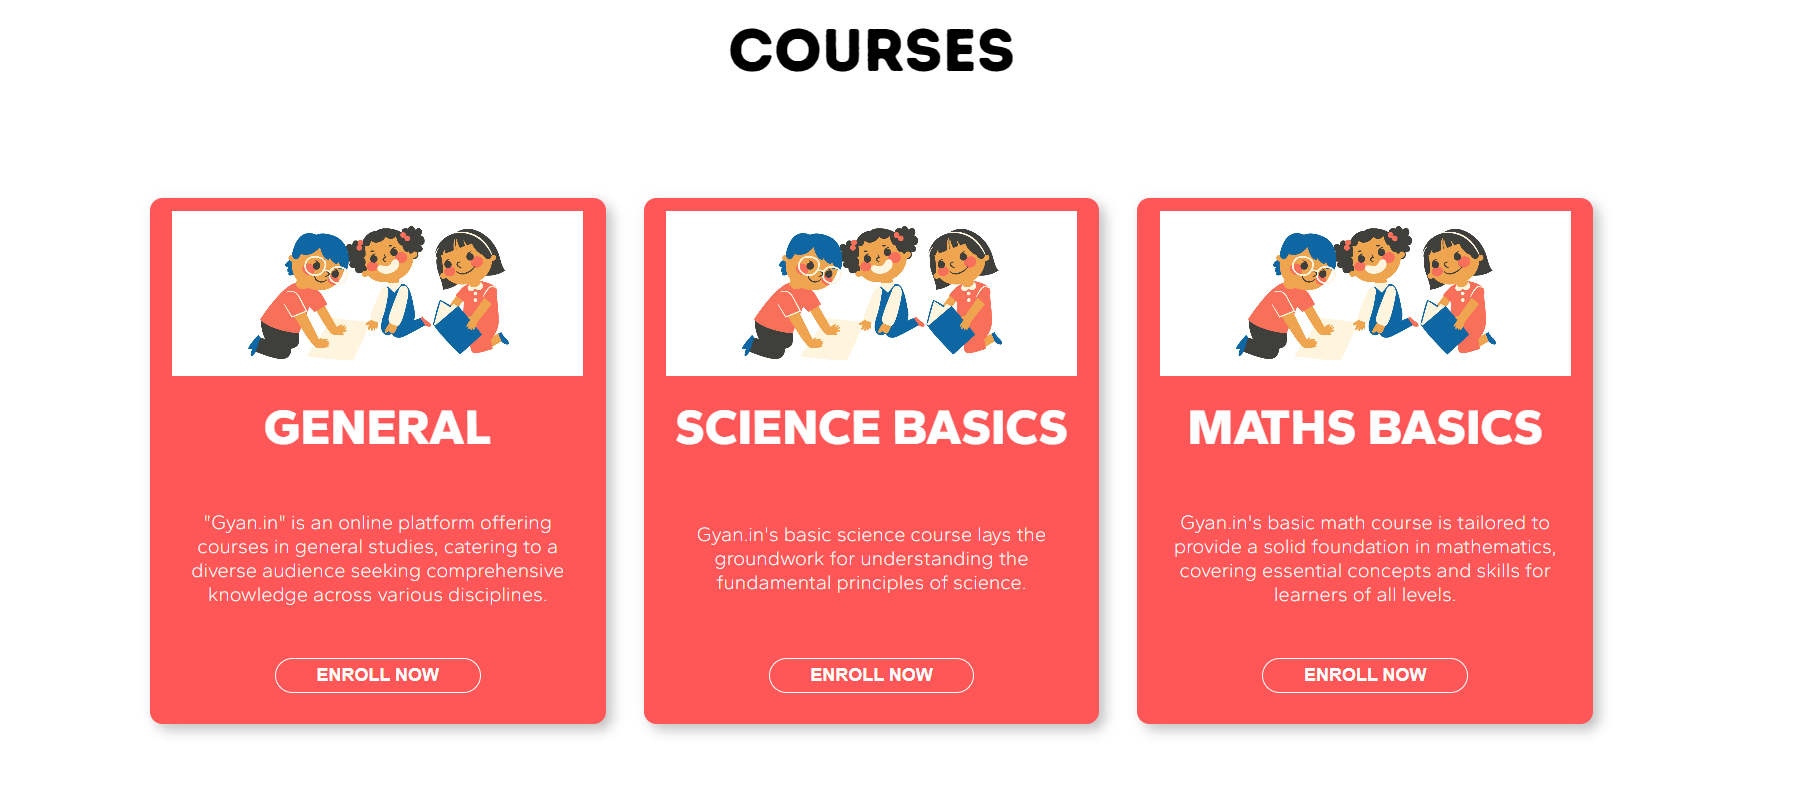 COURSES
GENERAL
"Gyan.in" is an online platform offering
courses in general studies, catering to a
diverse audience seeking comprehensive
knowledge across various disciplines.
ENROLL NOW
SCIENCE BASICS
Gyan.in's basic science course lays the
groundwork for understanding the
fundamental principles of science.
ENROLL NOW
MATHS BASICS
Gyan.in's basic math course is tailored to
provide a solid foundation in mathematics,
covering essential concepts and skills for
learners of all levels.
ENROLL NOW